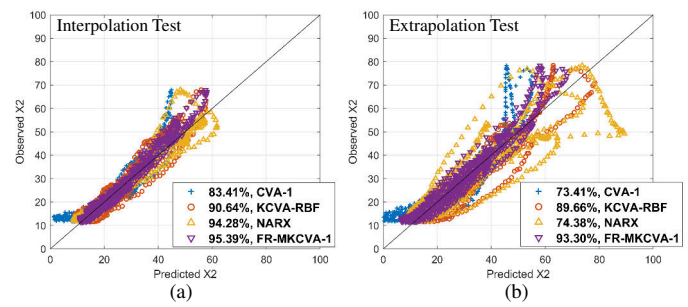 Interpolation Test
100
90
80
70
60
50
40
30
20
10
0
Observed X2
83.41%, CVA-1
90.64%, KCVA-RBF
94.28%, NARX
95.39%, FR-MKCVA-1
0 20 40 60 80 100
Predicted X2
(a)
Extrapolation Test
100
90
80
70
60
50
40
30
20
10
0
Observed X2
73.41%, CVA-1
89.66%, KCVA-RBF
74.38%, NARX
93.30%, FR-MKCVA-1
0 20 40 60 80 100
Predicted X2
(b)